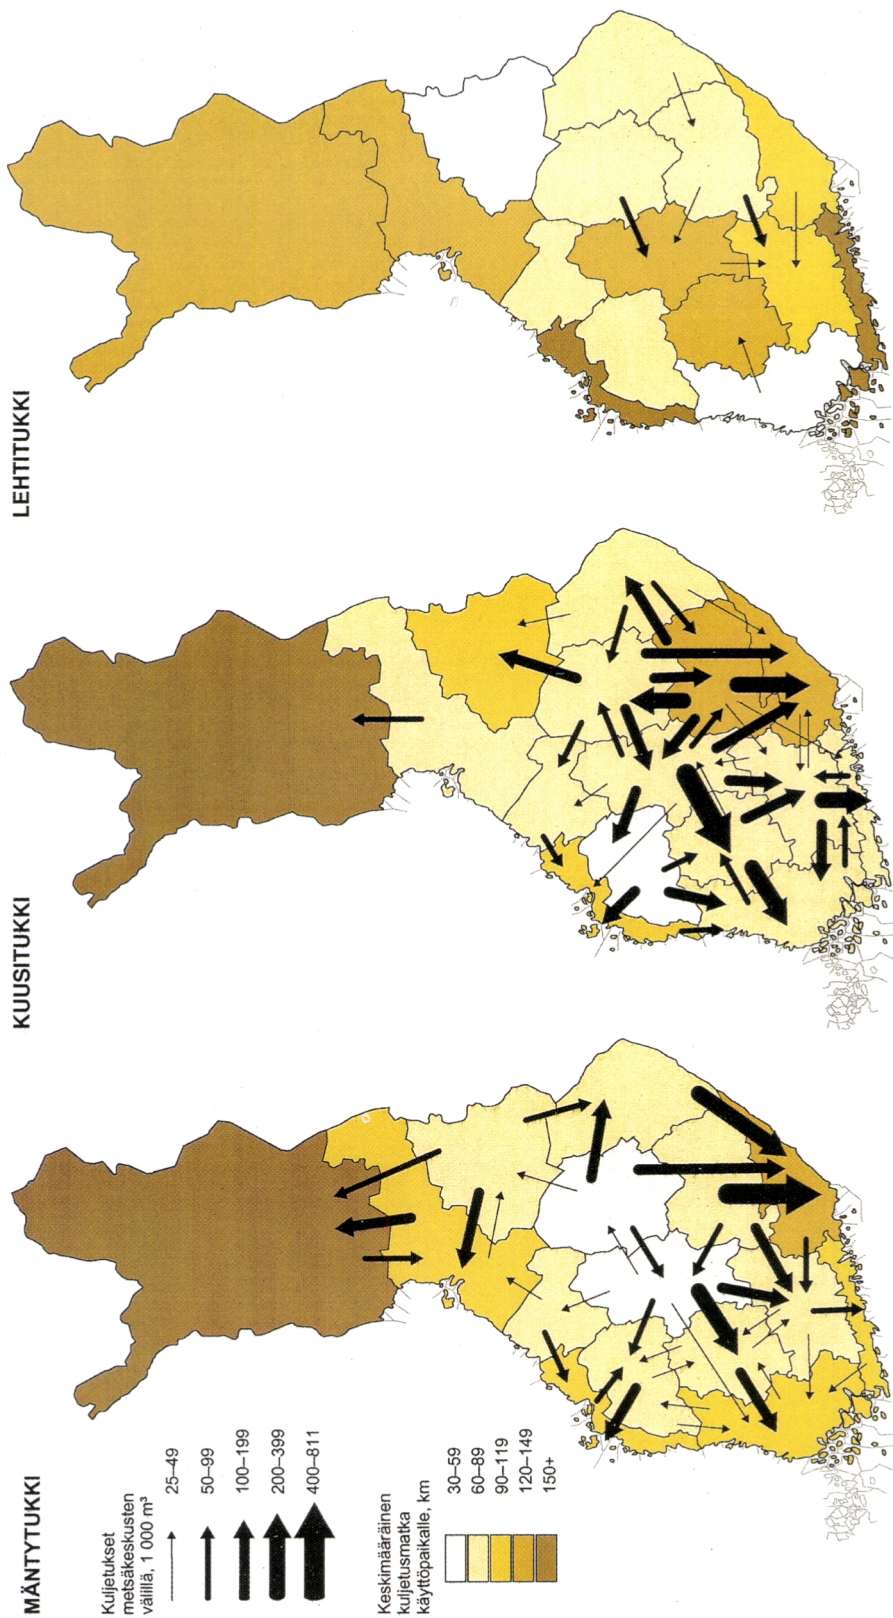 MÄNTYTUKKI
KUUSITUKKI
LEHTITUKKI
Kuljetukset
metsäkeskusten
välillä, 1 000 m³
25–49
50–99
100–199
200–399
400–811
Keskimääräinen
kuljetusmatka
käyttöpaikalle, km
30–59
60–89
90–119
120–149
150+